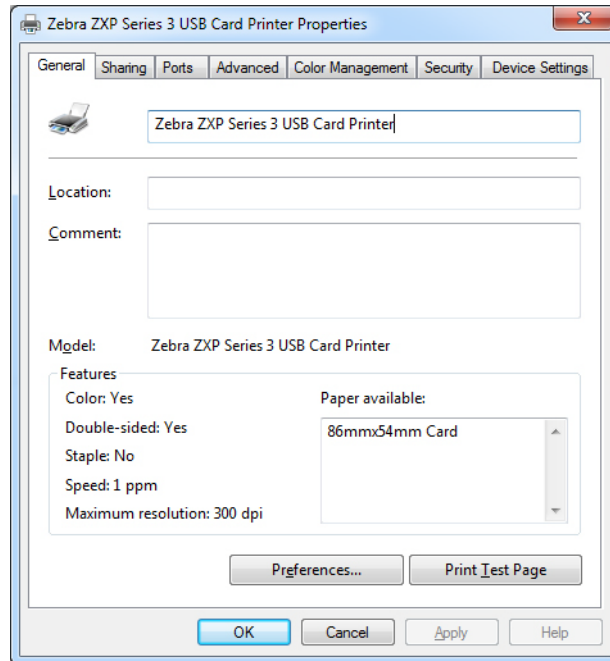 Zebra ZXP Series 3 USB Card Printer Properties
General Sharing Ports Advanced Color Management Security Device Settings
Zebra ZXP Series 3 USB Card Printer
Location:
Comment:
Model: Zebra ZXP Series 3 USB Card Printer
Features
Color: Yes Paper available:
Double-sided: Yes 86mmx54mm Card
Staple: No
Speed: 1 ppm
Maximum resolution: 300 dpi
Preferences... Print Test Page
OK Cancel Apply Help